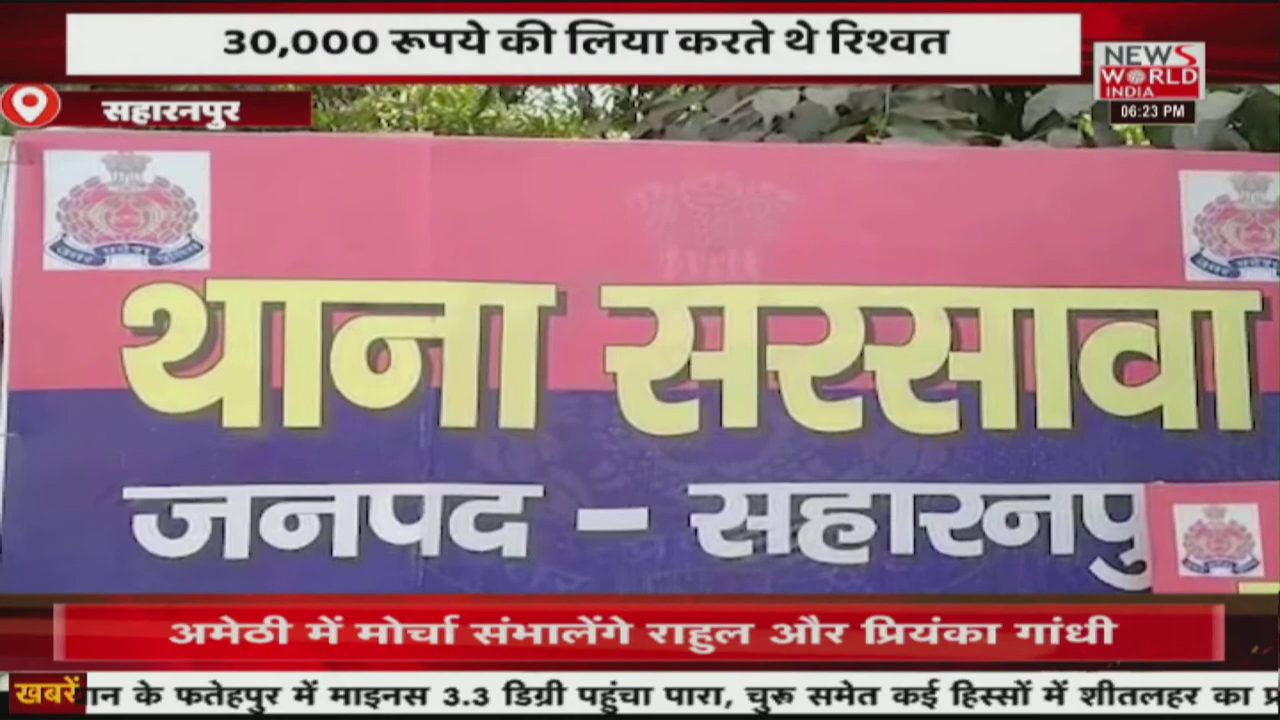 30,000 रूपये की लिया करते थे रिश्वत
NEWS
WORLD
INDIA
06:23 PM
सहारनपुर
थाना सरसावा
जनपद - सहारनपु
अमेठी में मोर्चा संभालेंगे राहुल और प्रियंका गांधी
खबरें
के फतेहपुर में माइनस 3.3 डिग्री पहुंचा पारा, चुरू समेत कई हिस्सों में शीतलहर का